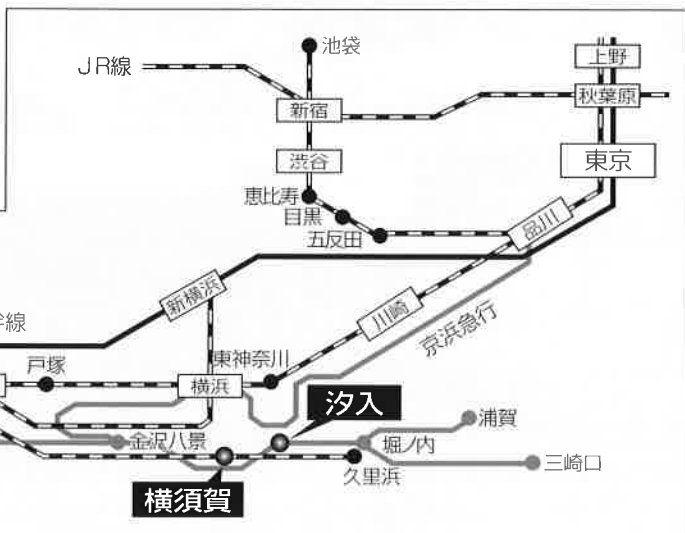 池袋
JR線
上野
新宿
秋葉原
渋谷
東京
恵比寿
目黒
五反田
品川
新横浜
川崎
線
京浜急行
戸塚
東神奈川
横浜
汐入
浦賀
金沢八景
堀ノ内
三崎口
久里浜
横須賀